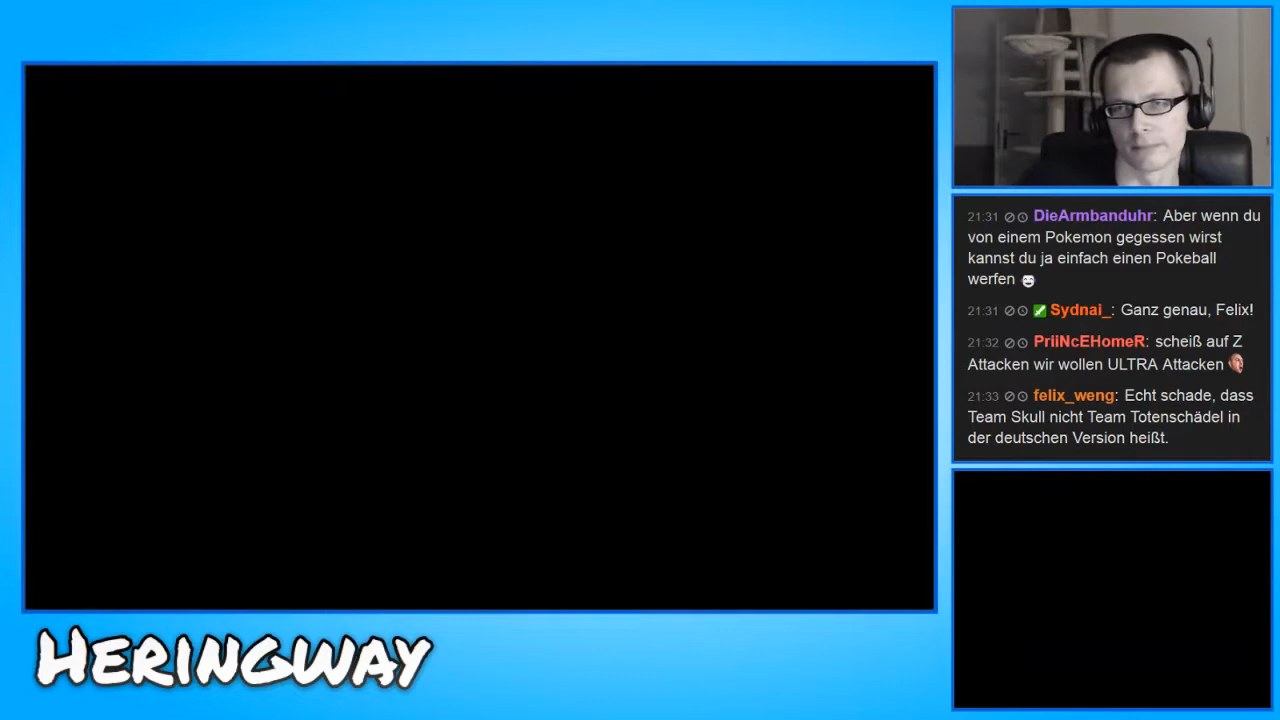 21:31 DieArmbanduhr: Aber wenn du
von einem Pokemon gegessen wirst
kannst du ja einfach einen Pokeball
werfen
21:31 Sydnai_: Ganz genau, Felix!
21:32 PriiNcEHomeR: scheiß auf Z
Attacken wir wollen ULTRA Attacken
21:33 felix_weng: Echt schade, dass
Team Skull nicht Team Totenschädel in
der deutschen Version heißt.
HERINGWAY